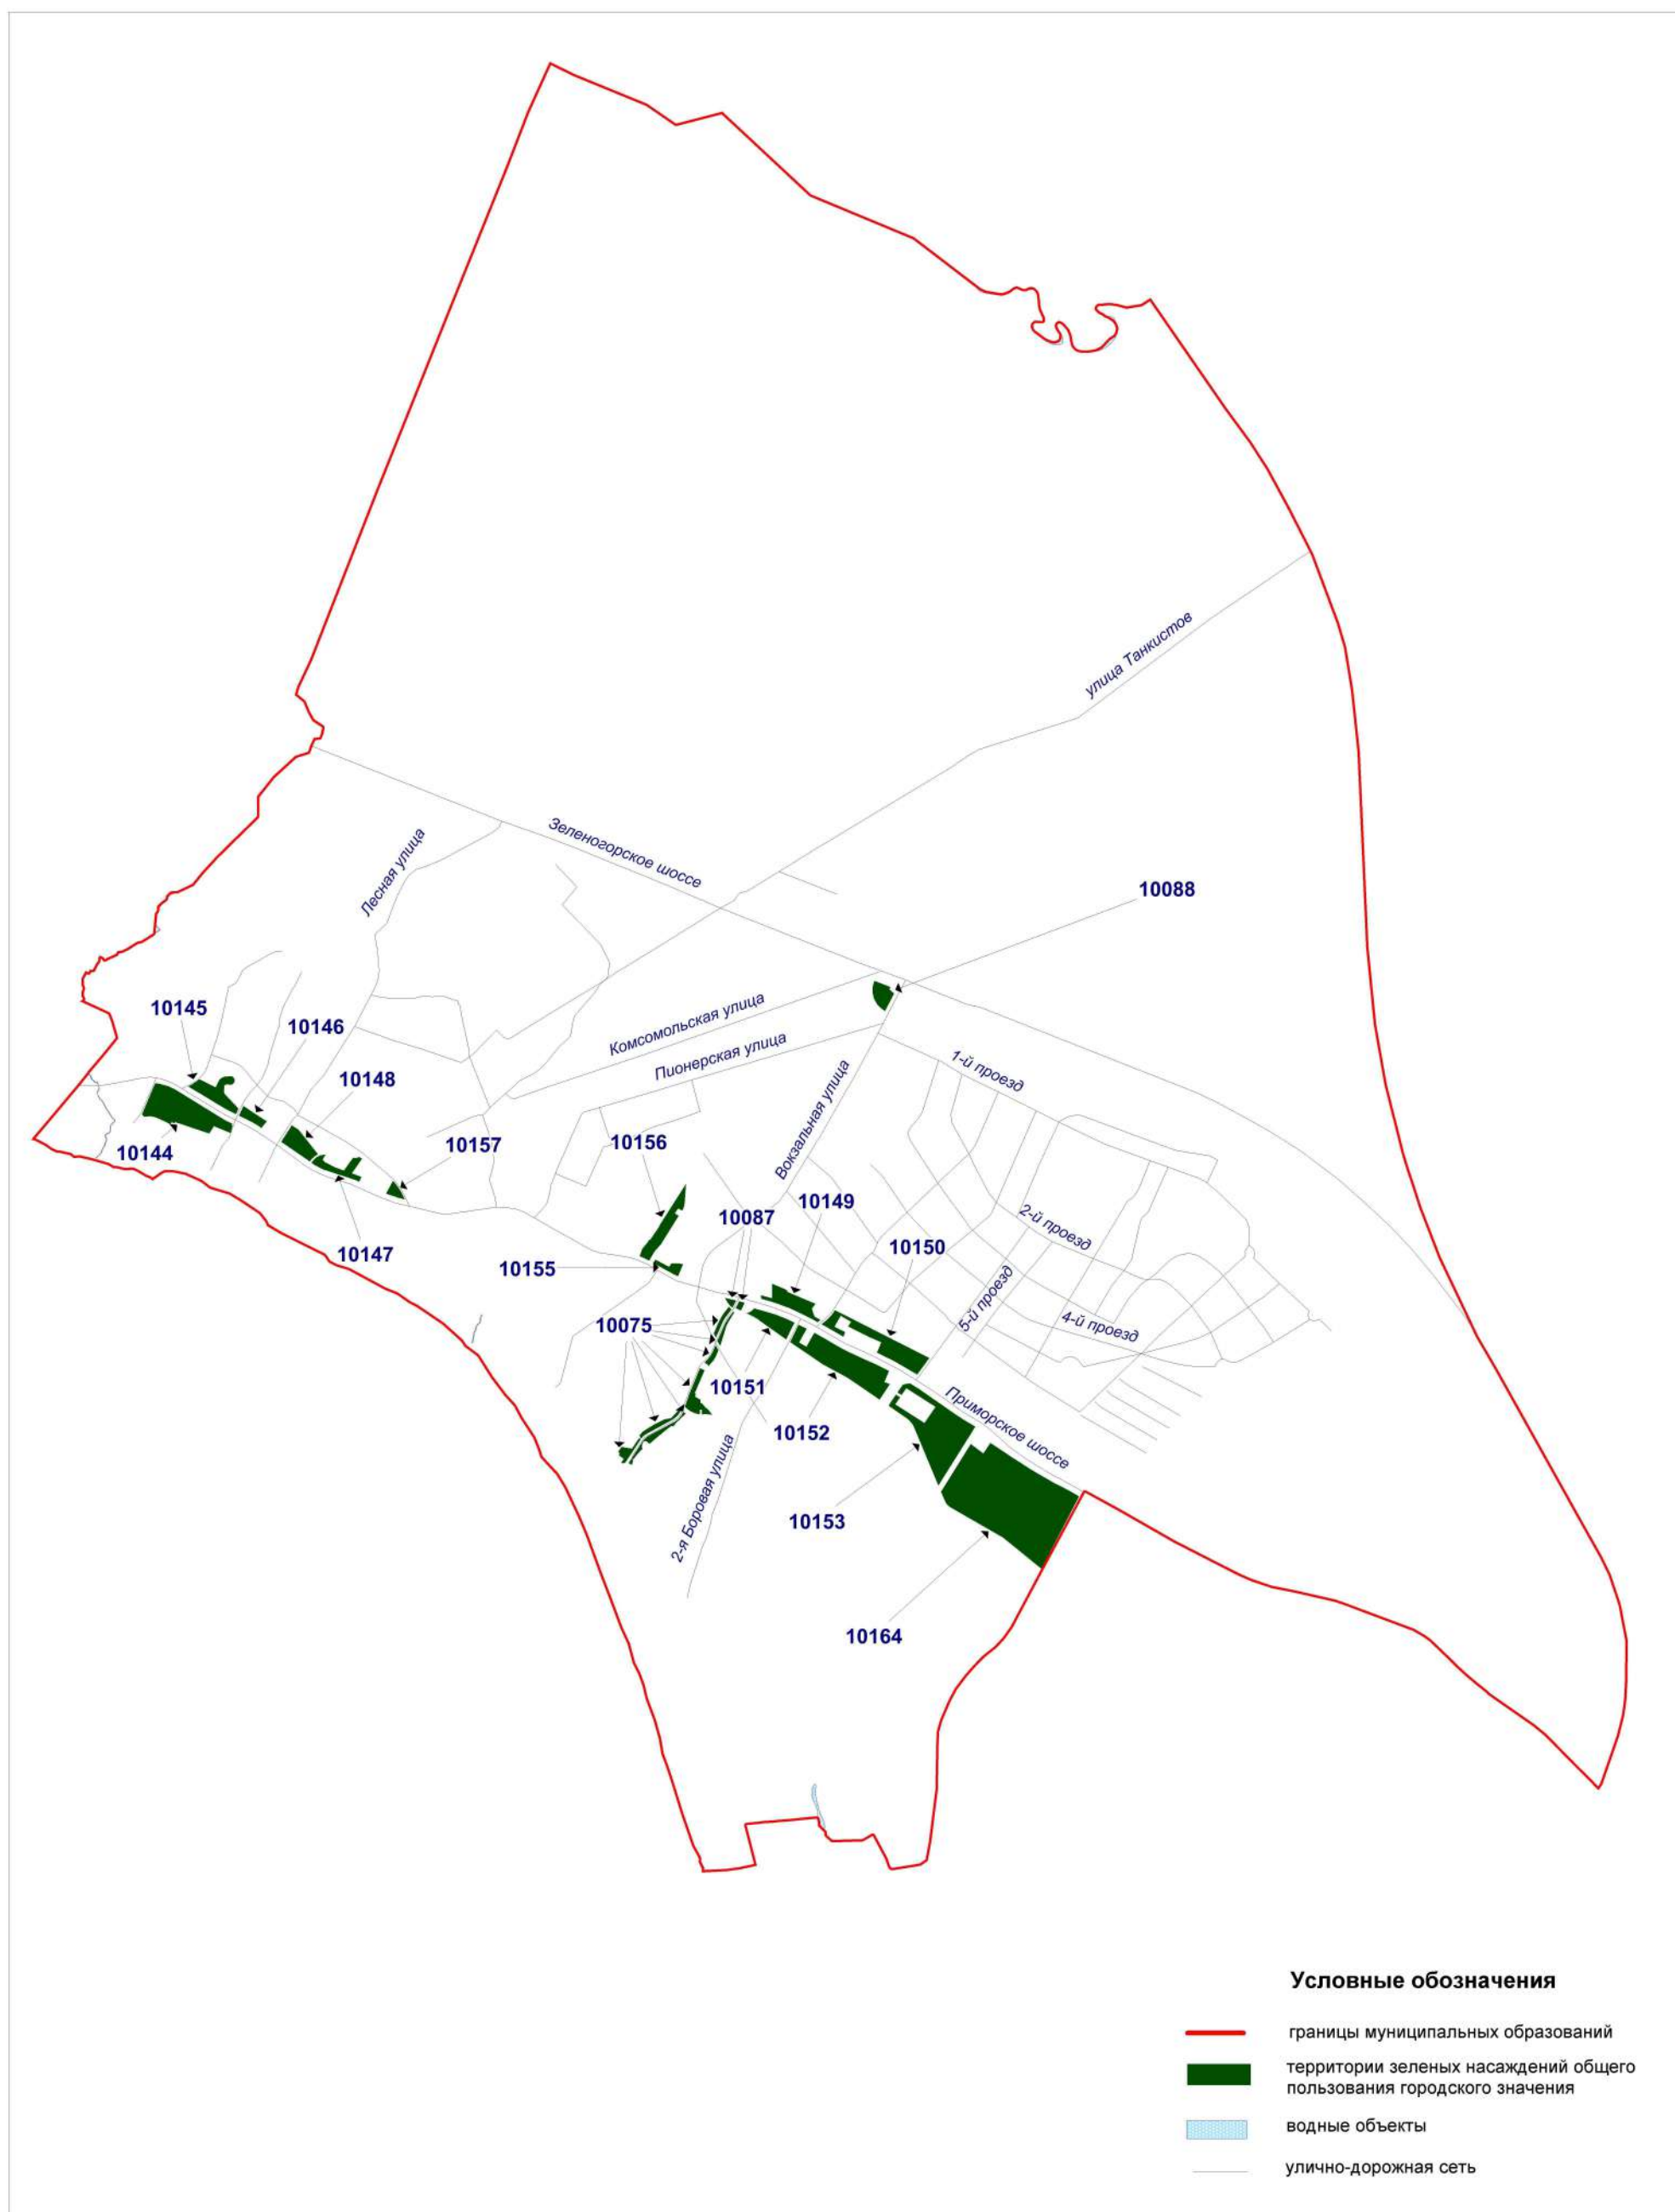 улица Танкистов
Зеленогорское шоссе
Лесная улица
10088
Комсомольская улица
10145
10146
Пионерская улица
1-й проезд
10148
Вокзальная улица
10144
10157
10156
10149
2-й проезд
10087
10150
10147
10155
5-й проезд
10075
4-й проезд
10151
Приморское шоссе
10152
2-я Боровая улица
10153
10164
Условные обозначения
границы муниципальных образований
территории зеленых насаждений общего
пользования городского значения
водные объекты
улично-дорожная сеть